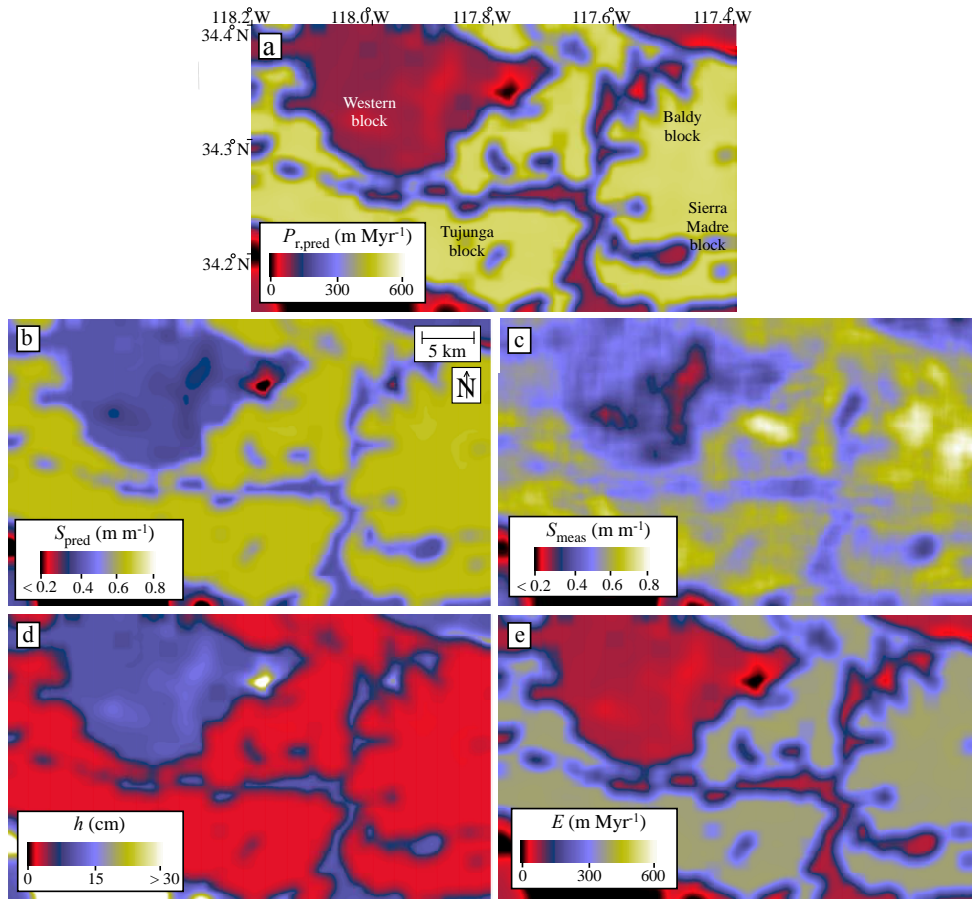 118.2°W 118.0°W 117.8°W 117.6°W 117.4°W
34.4°N
a
Western
block
Baldy
block
34.3°N
Sierra
Madre
block
Tujunga
block
P r,pred (m Myr-1)
0 300 600
34.2°N
b
5 km
N
c
S pred (m m-1)
< 0.2 0.4 0.6 0.8
S meas (m m-1)
< 0.2 0.4 0.6 0.8
d
e
h (cm)
0 15 > 30
E (m Myr-1)
0 300 600